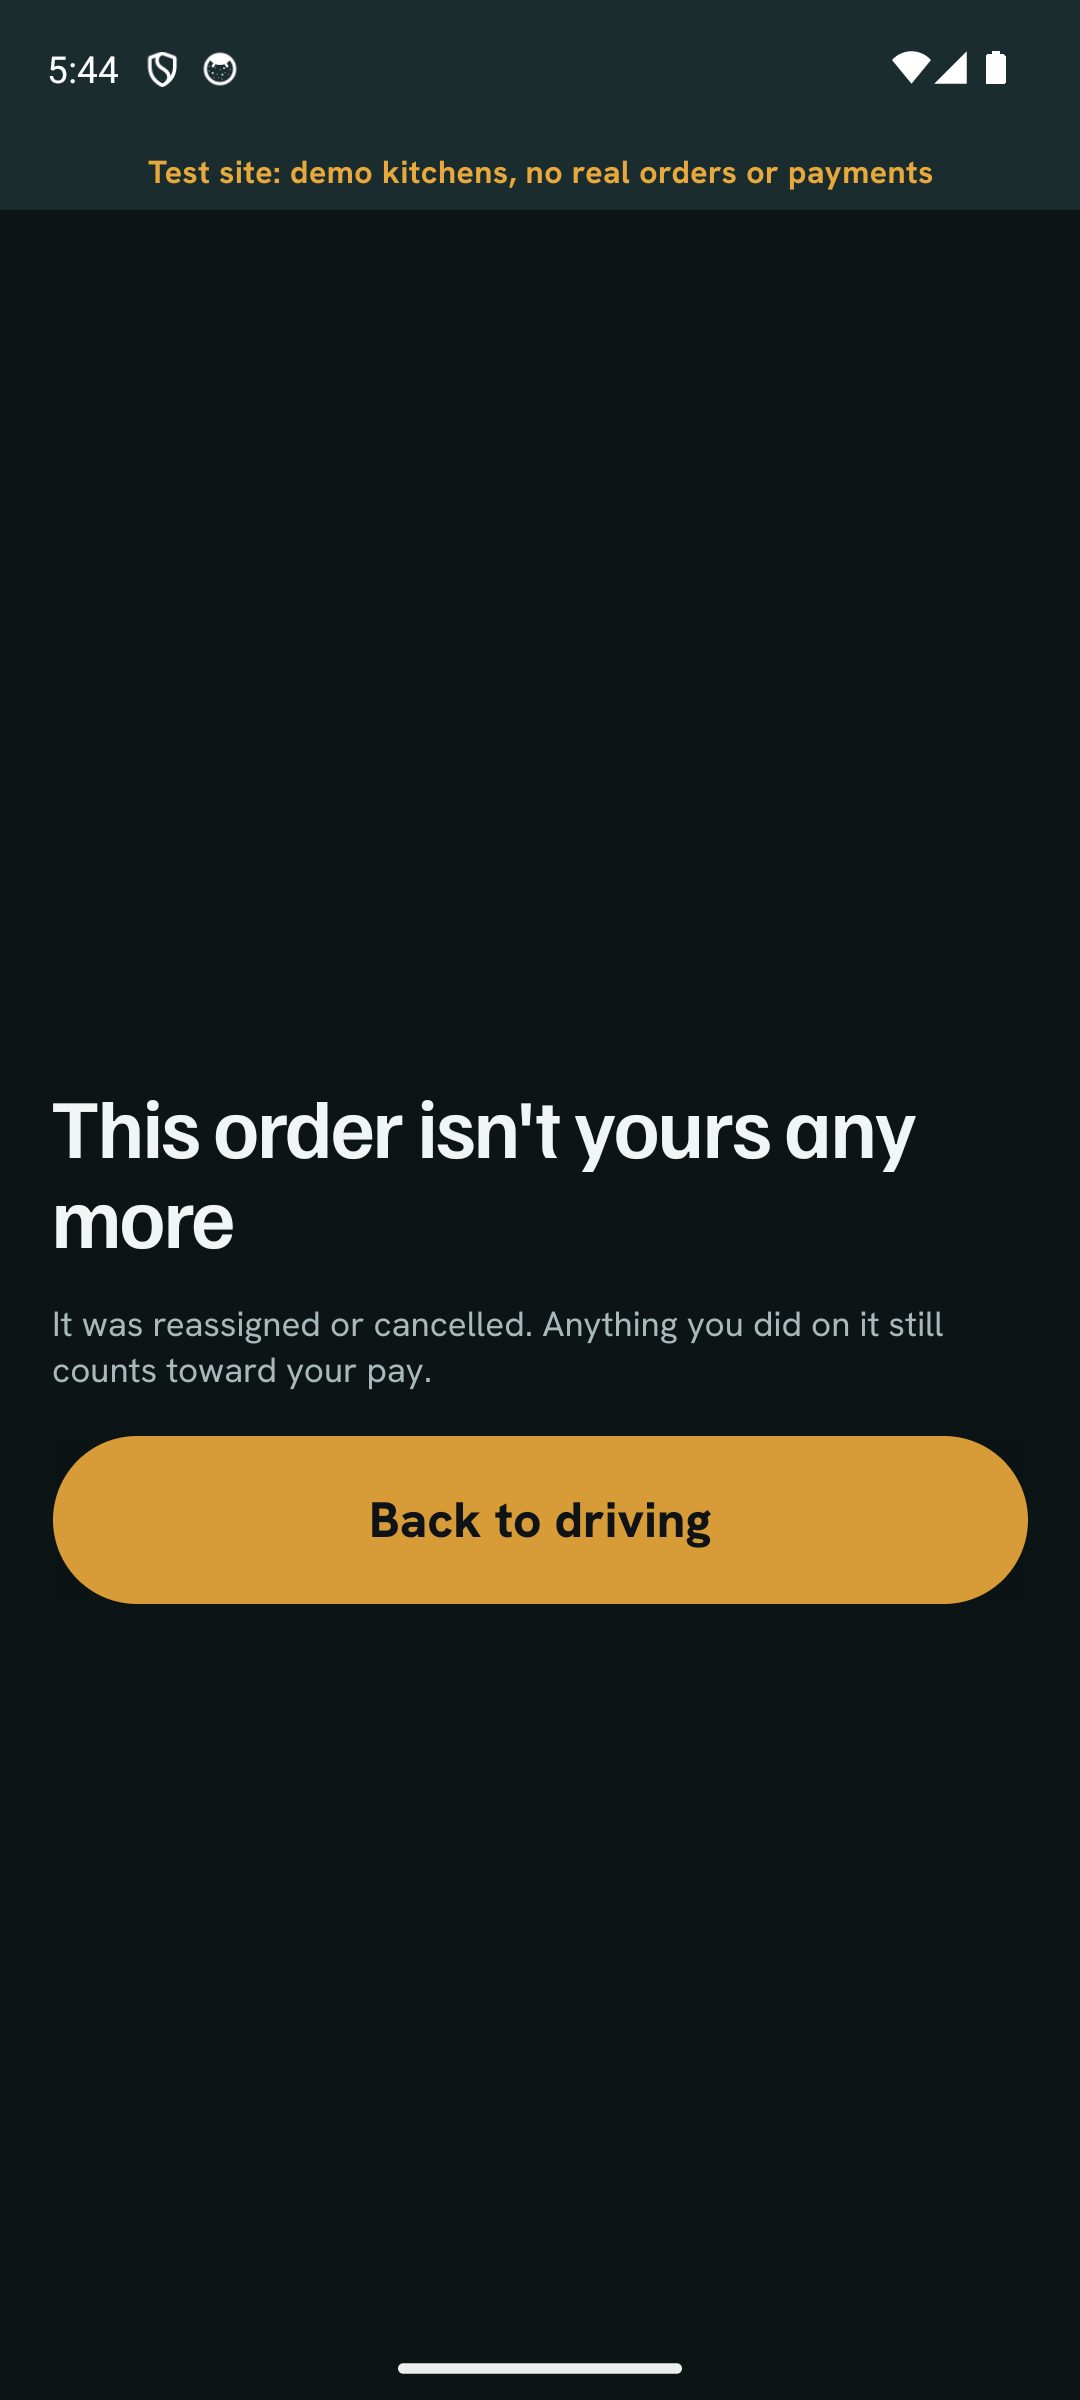 5:44
Test site: demo kitchens, no real orders or payments
This order isn't yours any
more
It was reassigned or cancelled. Anything you did on it still
counts toward your pay.
Back to driving